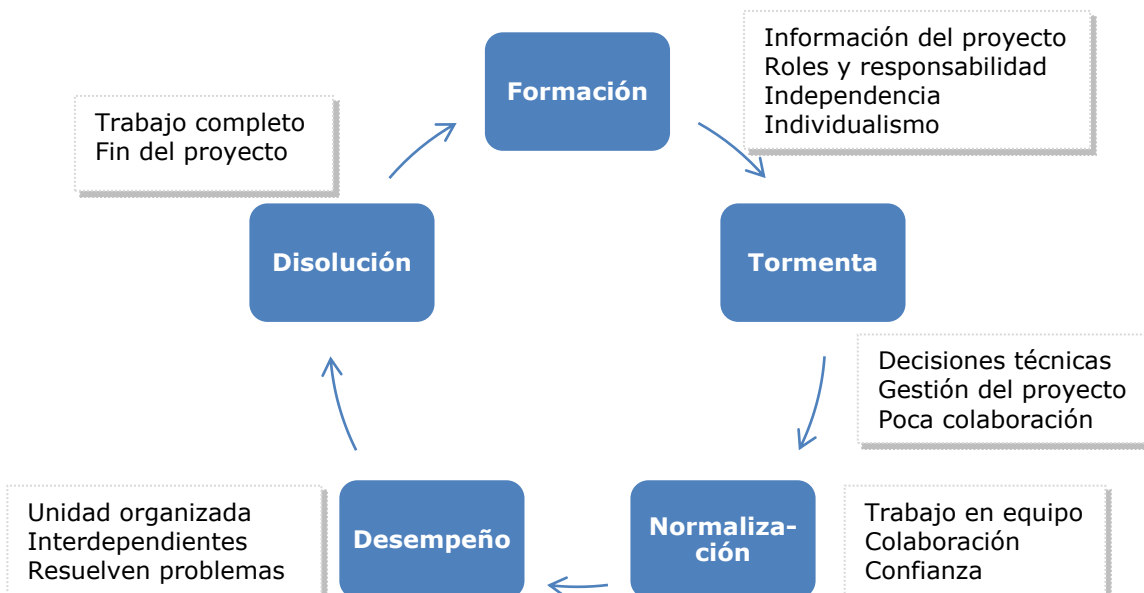 Formación
Información del proyecto
Roles y responsabilidad
Independencia
Individualismo
Trabajo completo
Fin del proyecto
Disolución
Tormenta
Decisiones técnicas
Gestión del proyecto
Poca colaboración
Unidad organizada
Interdependientes
Resuelven problemas
Desempeño
Normaliza-
ción
Trabajo en equipo
Colaboración
Confianza